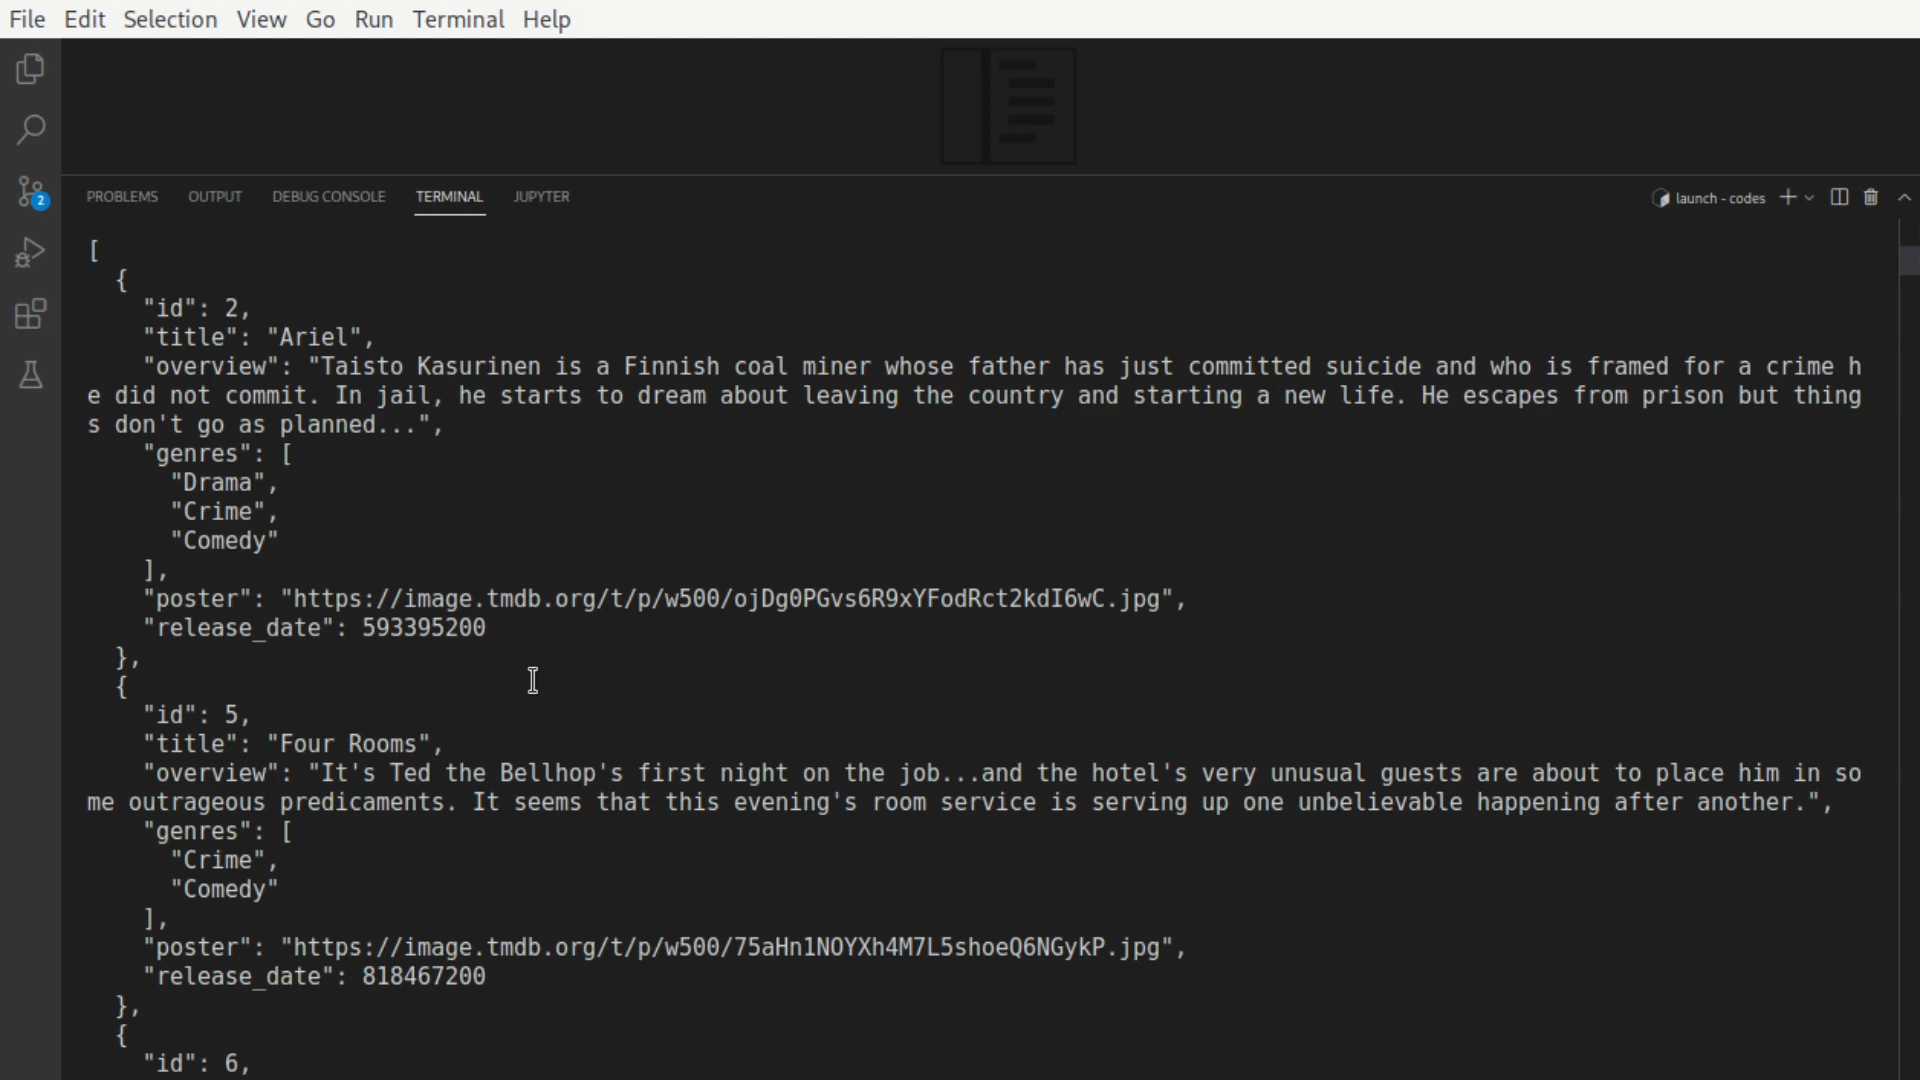 File Edit Selection View Go Run Terminal Help
2
PROBLEMS OUTPUT DEBUG CONSOLE TERMINAL JUPYTER
launch - codes
[
  {
    "id": 2,
    "title": "Ariel",
    "overview": "Taisto Kasurinen is a Finnish coal miner whose father has just committed suicide and who is framed for a crime h
e did not commit. In jail, he starts to dream about leaving the country and starting a new life. He escapes from prison but thing
s don't go as planned...",
    "genres": [
      "Drama",
      "Crime",
      "Comedy"
    ],
    "poster": "https://image.tmdb.org/t/p/w500/ojDg0PGvs6R9xYFodRct2kdI6wC.jpg",
    "release_date": 593395200
  },
  {
    "id": 5,
    "title": "Four Rooms",
    "overview": "It's Ted the Bellhop's first night on the job...and the hotel's very unusual guests are about to place him in so
me outrageous predicaments. It seems that this evening's room service is serving up one unbelievable happening after another.",
    "genres": [
      "Crime",
      "Comedy"
    ],
    "poster": "https://image.tmdb.org/t/p/w500/75aHn1NOYXh4M7L5shoeQ6NGykP.jpg",
    "release_date": 818467200
  },
  {
    "id": 6,